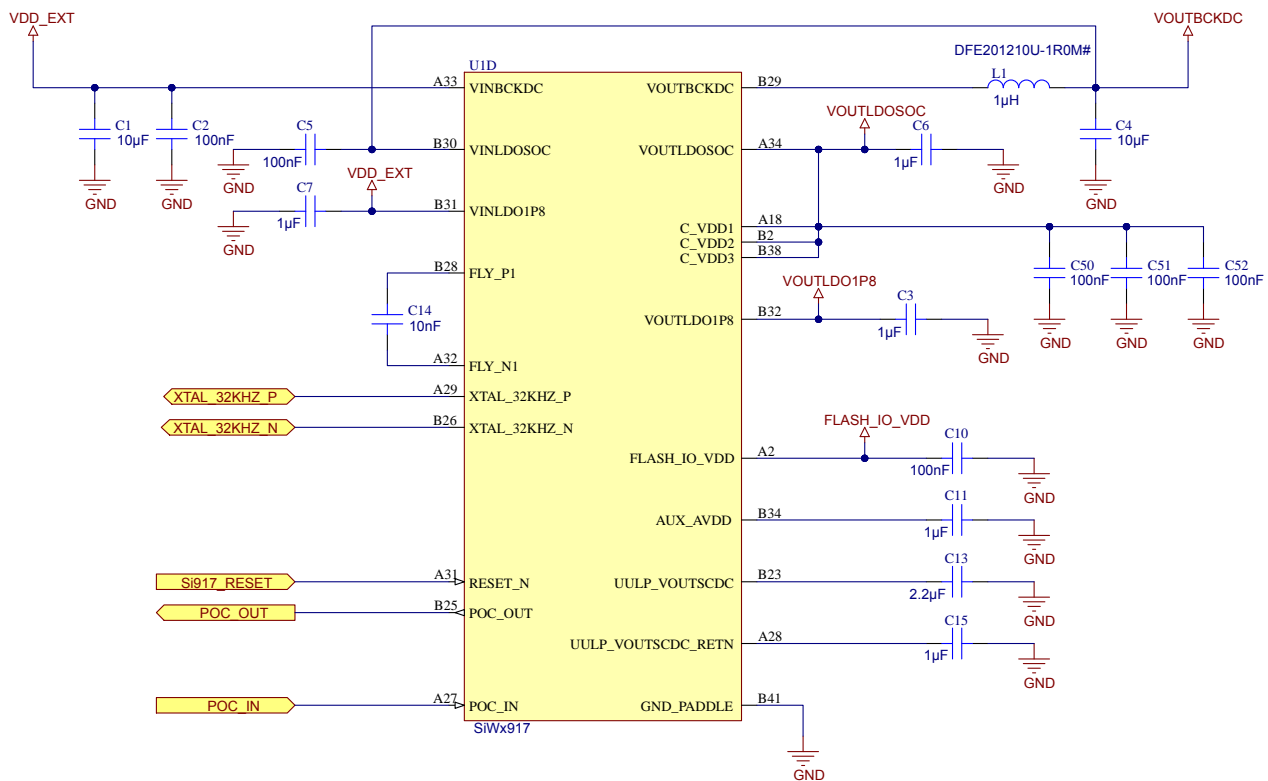 VDD_EXT
VOUTBCKDC
DFE201210U-1R0M#
U1D
L1
1µH
A33
VINBCKDC
VOUTBCKDC
B29
C1
10µF
C2
100nF
C5
100nF
B30
VINLDOSOC
VOUTLDOSOC
A34
VOUTLDOSOC
C6
1µF
C4
10µF
GND
GND
GND
GND
GND
VDD_EXT
C7
1µF
B31
VINLDO1P8
GND
C_VDD1
A18
C_VDD2
B2
C_VDD3
B38
B28
FLY_P1
C50
100nF
C51
100nF
C52
100nF
VOUTLDO1P8
C14
10nF
VOUTLDO1P8
B32
C3
1µF
GND
GND
GND
GND
A32
FLY_N1
XTAL_32KHZ_P
A29
XTAL_32KHZ_P
XTAL_32KHZ_N
B26
XTAL_32KHZ_N
FLASH_IO_VDD
FLASH_IO_VDD
A2
C10
100nF
GND
AUX_AVDD
B34
C11
1µF
GND
Si917_RESET
A31
RESET_N
UULP_VOUTSCDC
B23
C13
2.2µF
GND
POC_OUT
B25
POC_OUT
UULP_VOUTSCDC_RETN
A28
C15
1µF
GND
POC_IN
A27
POC_IN
GND_PADDLE
B41
SiWx917
GND